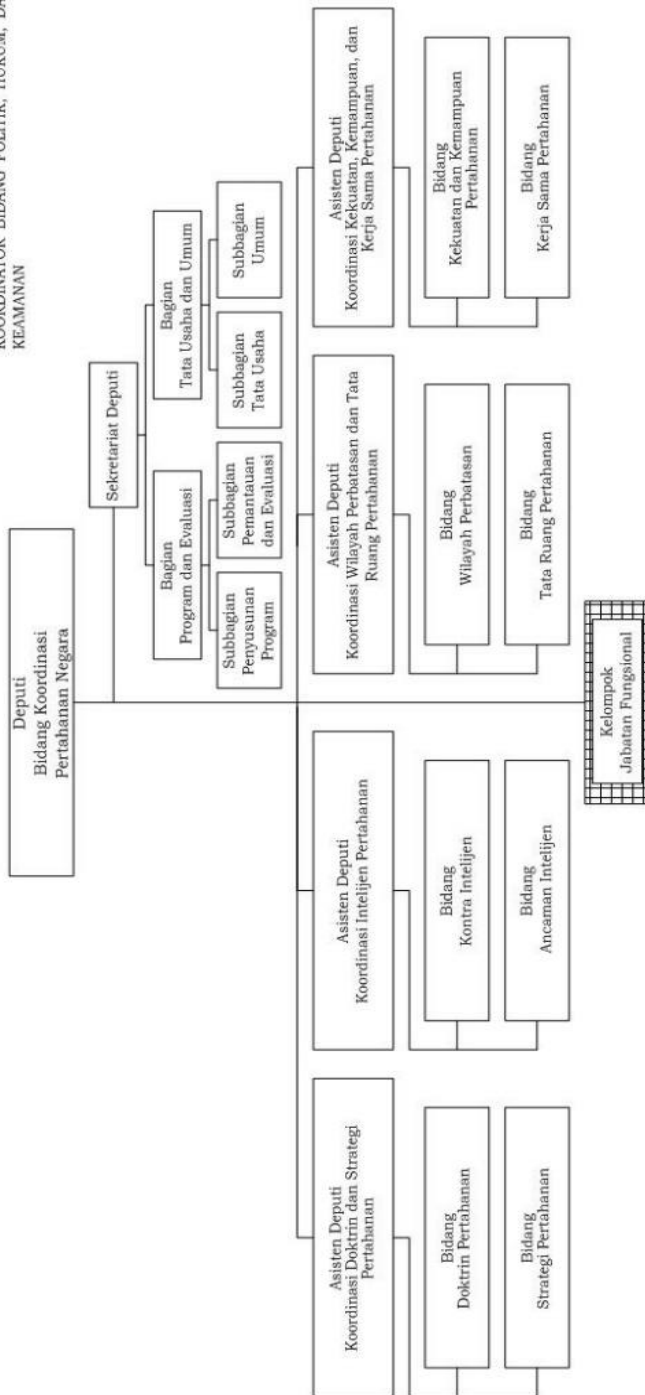 KOORDINATOR BIDANG POLITIK, HUKUM,
KEAMANAN
Deputi
Bidang Koordinasi
Pertahanan Negara
Sekretariat Deputi
Bagian
Program dan Evaluasi
Bagian
Tata Usaha dan Umum
Subbagian
Penyusunan
Program
Subbagian
Pemantauan
dan Evaluasi
Subbagian
Tata Usaha
Subbagian
Umum
Asisten Deputi
Koordinasi Doktrin dan Strategi
Pertahanan
Bidang
Doktrin Pertahanan
Bidang
Strategi Pertahanan
Asisten Deputi
Koordinasi Intelijen Pertahanan
Bidang
Kontra Intelijen
Bidang
Ancaman Intelijen
Asisten Deputi
Koordinasi Wilayah Perbatasan dan Tata
Ruang Pertahanan
Bidang
Wilayah Perbatasan
Bidang
Tata Ruang Pertahanan
Asisten Deputi
Koordinasi Kekuatan, Kemampuan, dan
Kerja Sama Pertahanan
Bidang
Kekuatan dan Kemampuan
Pertahanan
Bidang
Kerja Sama Pertahanan
Kelompok
Jabatan Fungsional